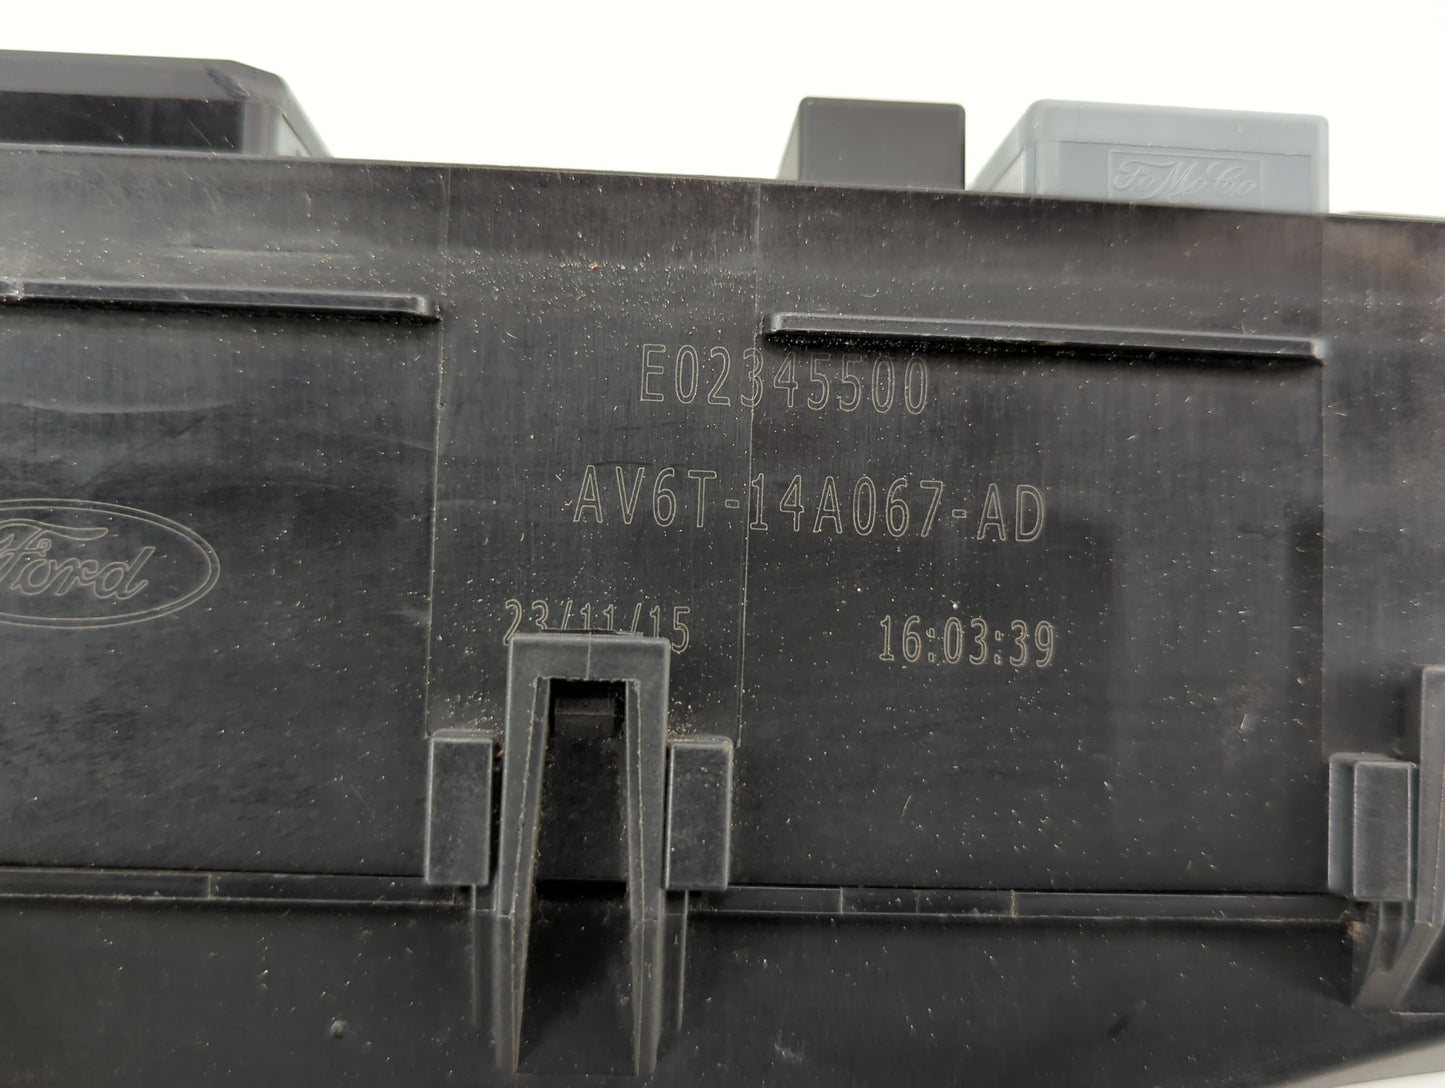 FoMoCo
E02345500
AV6T-14A067-AD
Ford
23/11/15 16:03:39